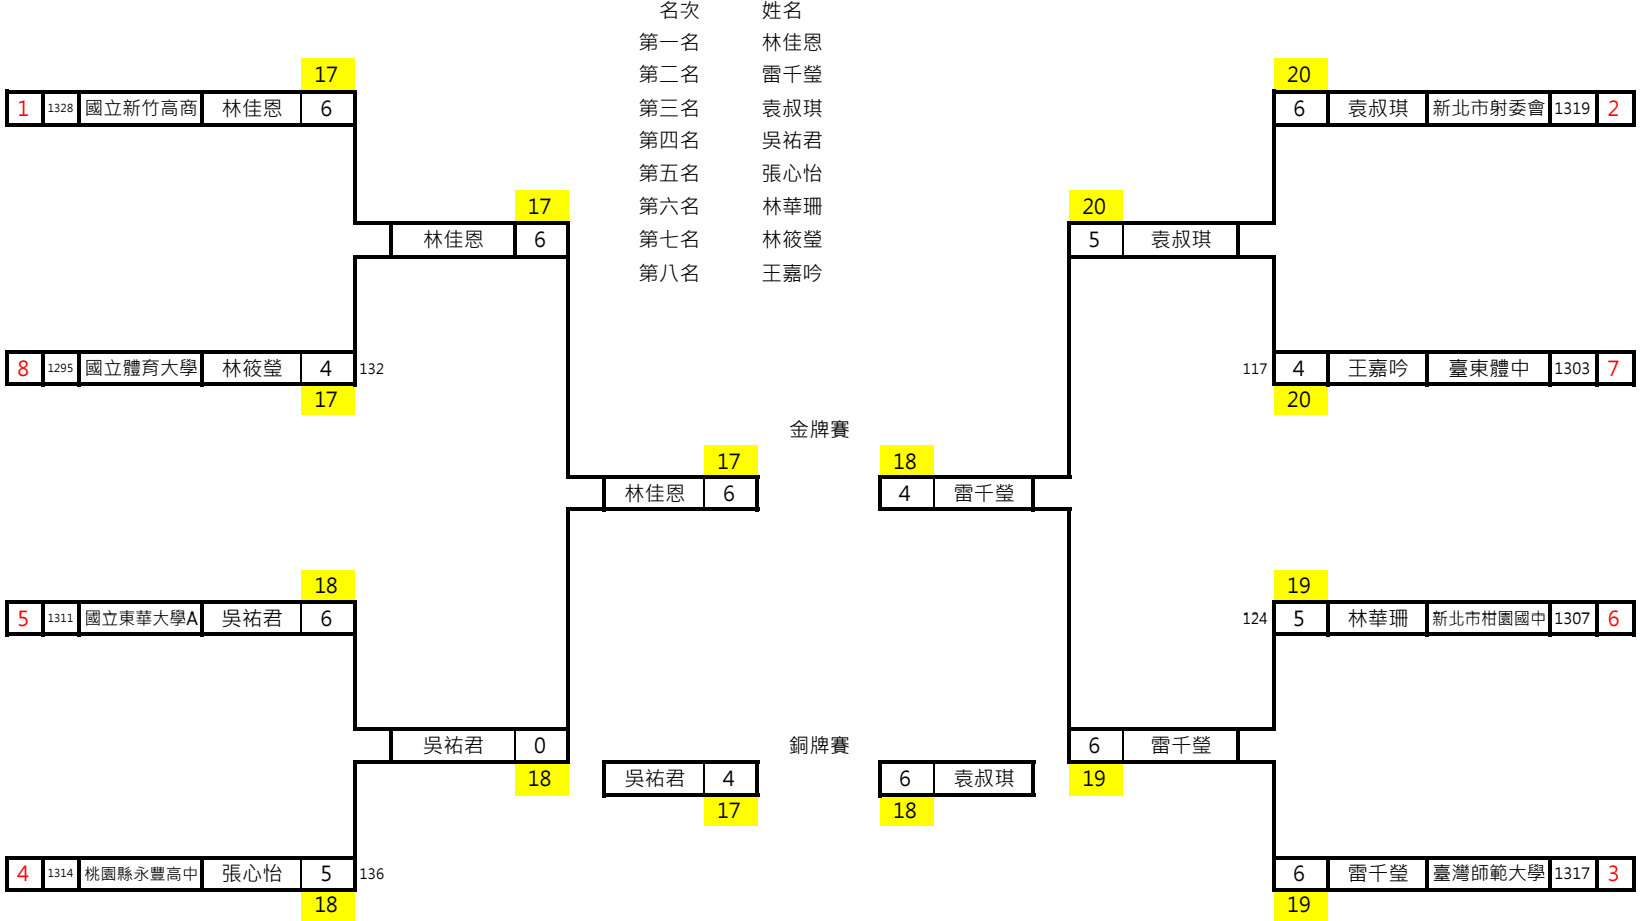 名次 姓名
第一名 林佳恩
17 第二名 雷千瑩 20
1 1328 國立新竹高商 林佳恩 6 第三名 袁叔琪 6 袁叔琪 新北市射委會 1319 2
第四名 吳祐君
第五名 張心怡
17 第六名 林華珊 20
林佳恩 6 第七名 林筱瑩 5 袁叔琪
第八名 王嘉吟
8 1295 國立體育大學 林筱瑩 4 132 117 4 王嘉吟 臺東體中 1303 7
17 20
金牌賽
17 18
林佳恩 6 4 雷千瑩
18 19
5 1311 國立東華大學A 吳祐君 6 124 5 林華珊 新北市柑園國中 1307 6
吳祐君 0 銅牌賽 6 雷千瑩
18 吳祐君 4 6 袁叔琪 19
17 18
4 1314 桃園縣永豐高中 張心怡 5 136 6 雷千瑩 臺灣師範大學 1317 3
18 19